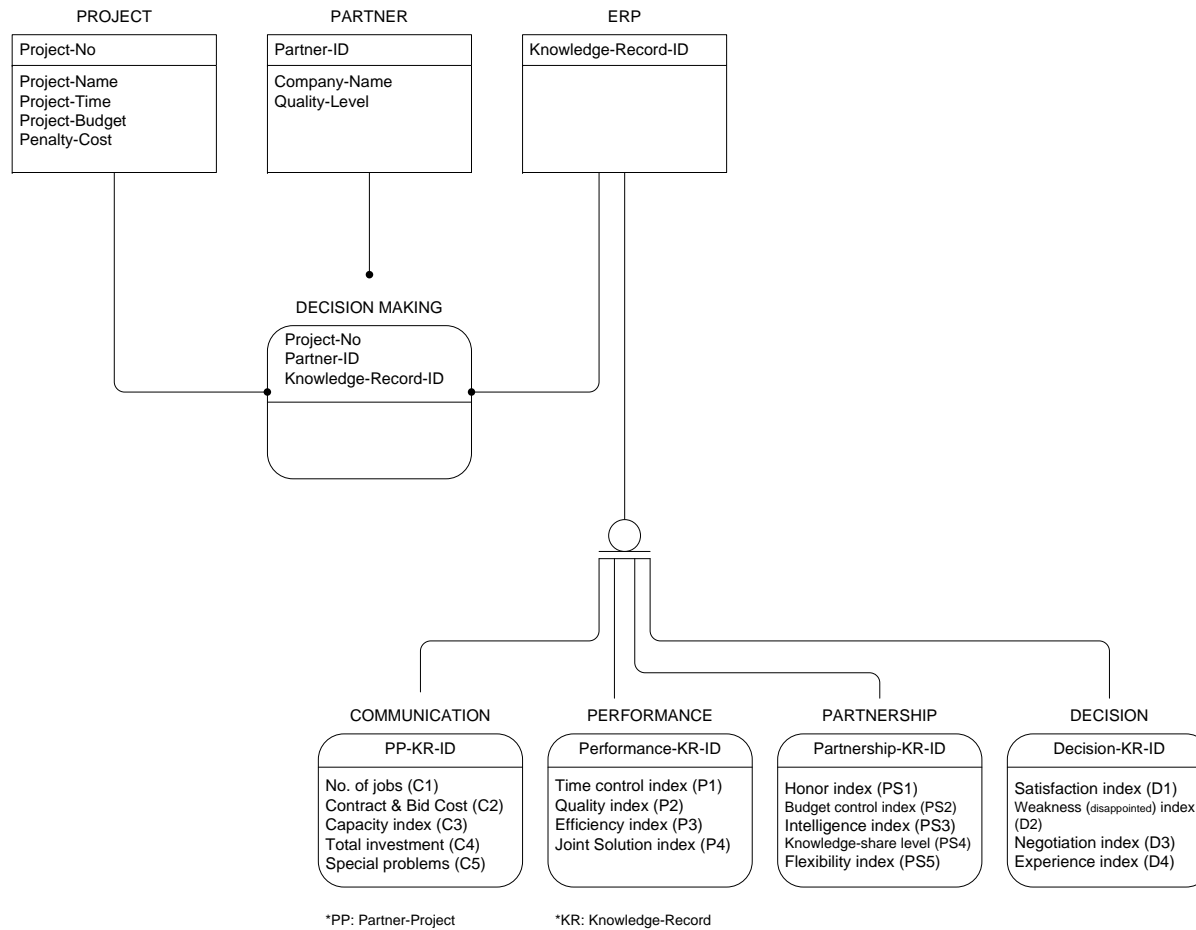 PROJECT
Project-No
Project-Name
Project-Time
Project-Budget
Penalty-Cost
PARTNER
Partner-ID
Company-Name
Quality-Level
ERP
Knowledge-Record-ID
DECISION MAKING
Project-No
Partner-ID
Knowledge-Record-ID
COMMUNICATION
PP-KR-ID
No. of jobs (C1)
Contract & Bid Cost (C2)
Capacity index (C3)
Total investment (C4)
Special problems (C5)
PERFORMANCE
Performance-KR-ID
Time control index (P1)
Quality index (P2)
Efficiency index (P3)
Joint Solution index (P4)
PARTNERSHIP
Partnership-KR-ID
Honor index (PS1)
Budget control index (PS2)
Intelligence index (PS3)
Knowledge-share level (PS4)
Flexibility index (PS5)
DECISION
Decision-KR-ID
Satisfaction index (D1)
Weakness (disappointed) index
(D2)
Negotiation index (D3)
Experience index (D4)
*PP: Partner-Project
*KR: Knowledge-Record